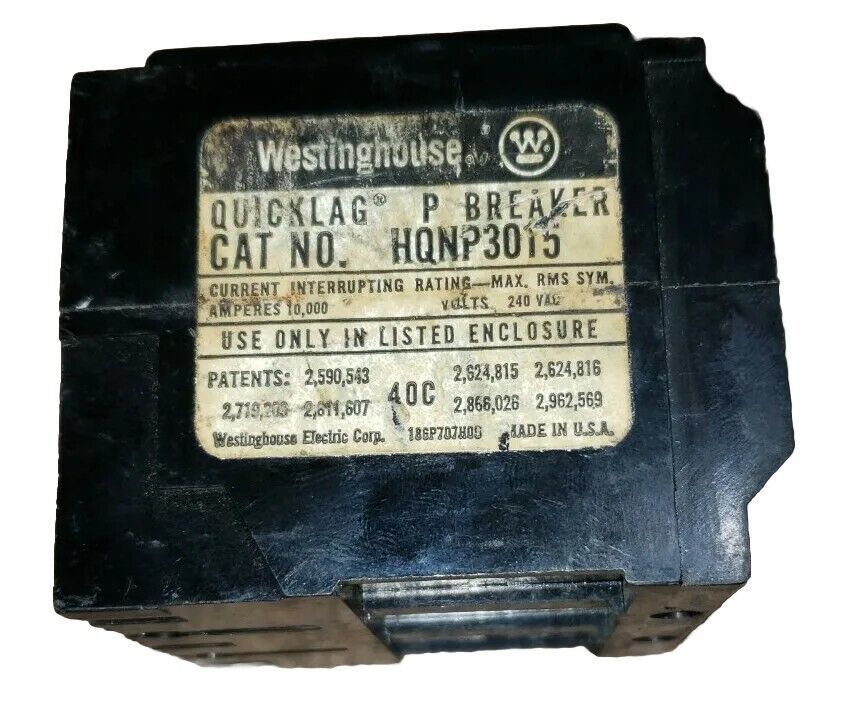 Westinghouse W
QUICKLAG® P BREAKER
CAT NO. HQNP3015
CURRENT INTERRUPTING RATING—MAX. RMS SYM.
AMPERES 10,000 VOLTS 240 VAC
USE ONLY IN LISTED ENCLOSURE
PATENTS: 2,590,543 40C 2,624,815 2,624,816
2,811,607 2,866,026 2,962,569
Westinghouse Electric Corp. MADE IN U.S.A.